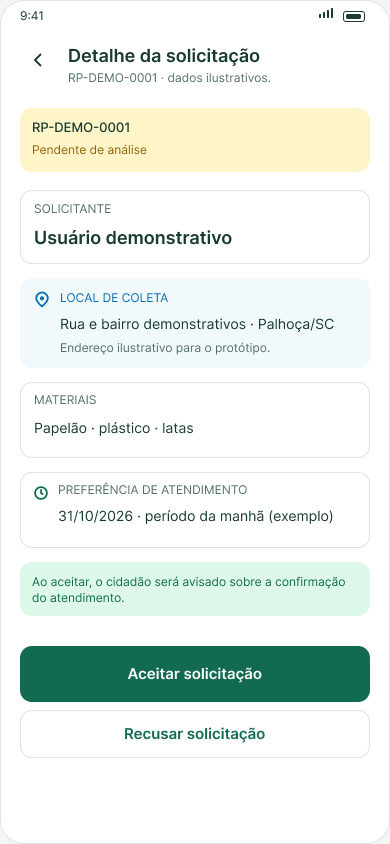 9:41
Detalhe da solicitação
RP-DEMO-0001 · dados ilustrativos.
RP-DEMO-0001
Pendente de análise
SOLICITANTE
Usuário demonstrativo
LOCAL DE COLETA
Rua e bairro demonstrativos · Palhoça/SC
Endereço ilustrativo para o protótipo.
MATERIAIS
Papelão · plástico · latas
PREFERÊNCIA DE ATENDIMENTO
31/10/2026 · período da manhã (exemplo)
Ao aceitar, o cidadão será avisado sobre a confirmação
do atendimento.
Aceitar solicitação
Recusar solicitação